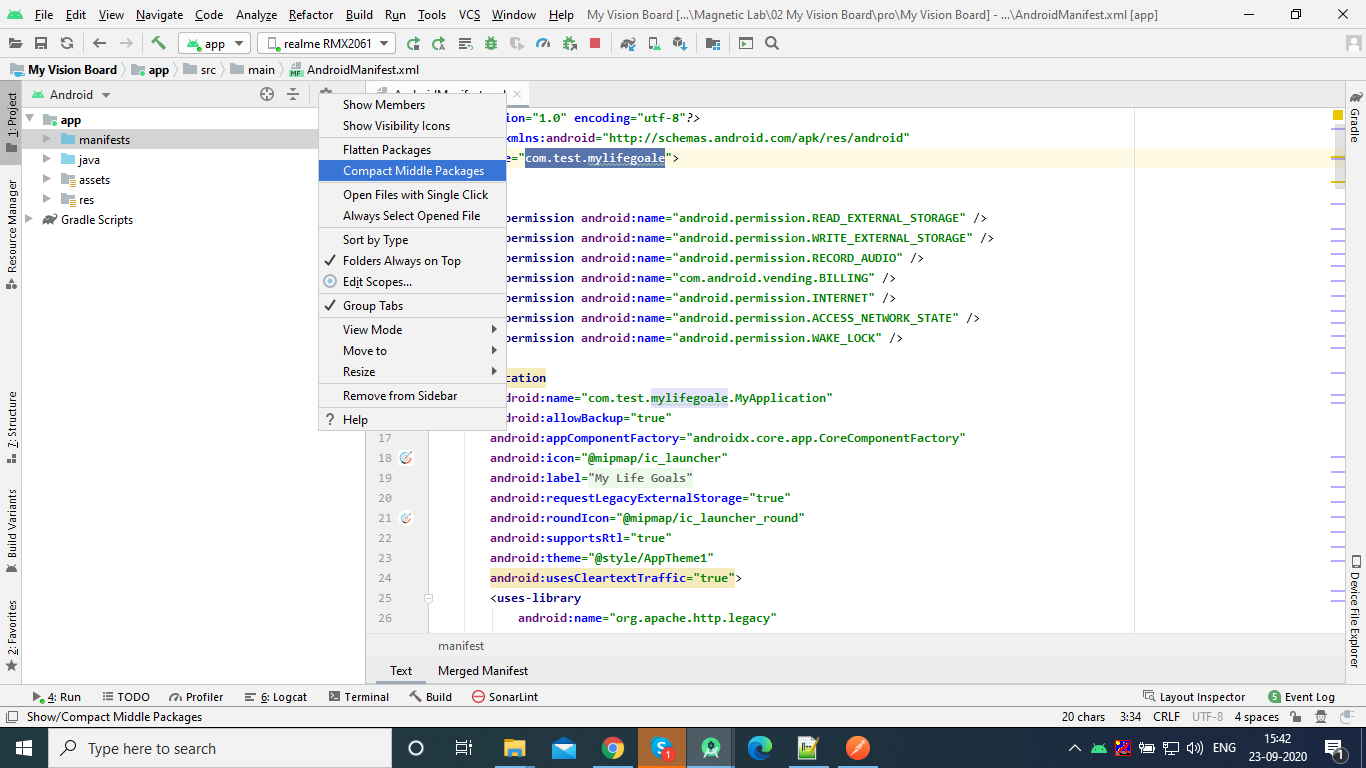 File Edit View Navigate Code Analyze Refactor Build Run Tools VCS Window Help My Vision Board [...\Magnetic Lab\02 My Vision Board\pro\My Vision Board] - ...\AndroidManifest.xml [app]
app realme RMX2061
My Vision Board app src main AndroidManifest.xml
Android
1: Project
Resource Manager
7: Structure
Build Variants
2: Favorites
app
manifests
java
assets
res
Gradle Scripts
Show Members
Show Visibility Icons
Flatten Packages
Compact Middle Packages
Open Files with Single Click
Always Select Opened File
Sort by Type
Folders Always on Top
Edit Scopes...
Group Tabs
View Mode
Move to
Resize
Remove from Sidebar
? Help
ion="1.0" encoding="utf-8"?>
xmlns:android="http://schemas.android.com/apk/res/android"
e="com.test.mylifegoale">
permission android:name="android.permission.READ_EXTERNAL_STORAGE" />
permission android:name="android.permission.WRITE_EXTERNAL_STORAGE" />
permission android:name="android.permission.RECORD_AUDIO" />
permission android:name="com.android.vending.BILLING" />
permission android:name="android.permission.INTERNET" />
permission android:name="android.permission.ACCESS_NETWORK_STATE" />
permission android:name="android.permission.WAKE_LOCK" />
cation
ndroid:name="com.test.mylifegoale.MyApplication"
ndroid:allowBackup="true"
17 android:appComponentFactory="androidx.core.app.CoreComponentFactory"
18 android:icon="@mipmap/ic_launcher"
19 android:label="My Life Goals"
20 android:requestLegacyExternalStorage="true"
21 android:roundIcon="@mipmap/ic_launcher_round"
22 android:supportsRtl="true"
23 android:theme="@style/AppTheme1"
24 android:usesCleartextTraffic="true">
25 <uses-library
26 android:name="org.apache.http.legacy"
manifest
Text Merged Manifest
Gradle
Device File Explorer
4: Run TODO Profiler 6: Logcat Terminal Build SonarLint Layout Inspector 5 Event Log
Show/Compact Middle Packages 20 chars 3:34 CRLF UTF-8 4 spaces
Type here to search
1
ENG
15:42
23-09-2020
1